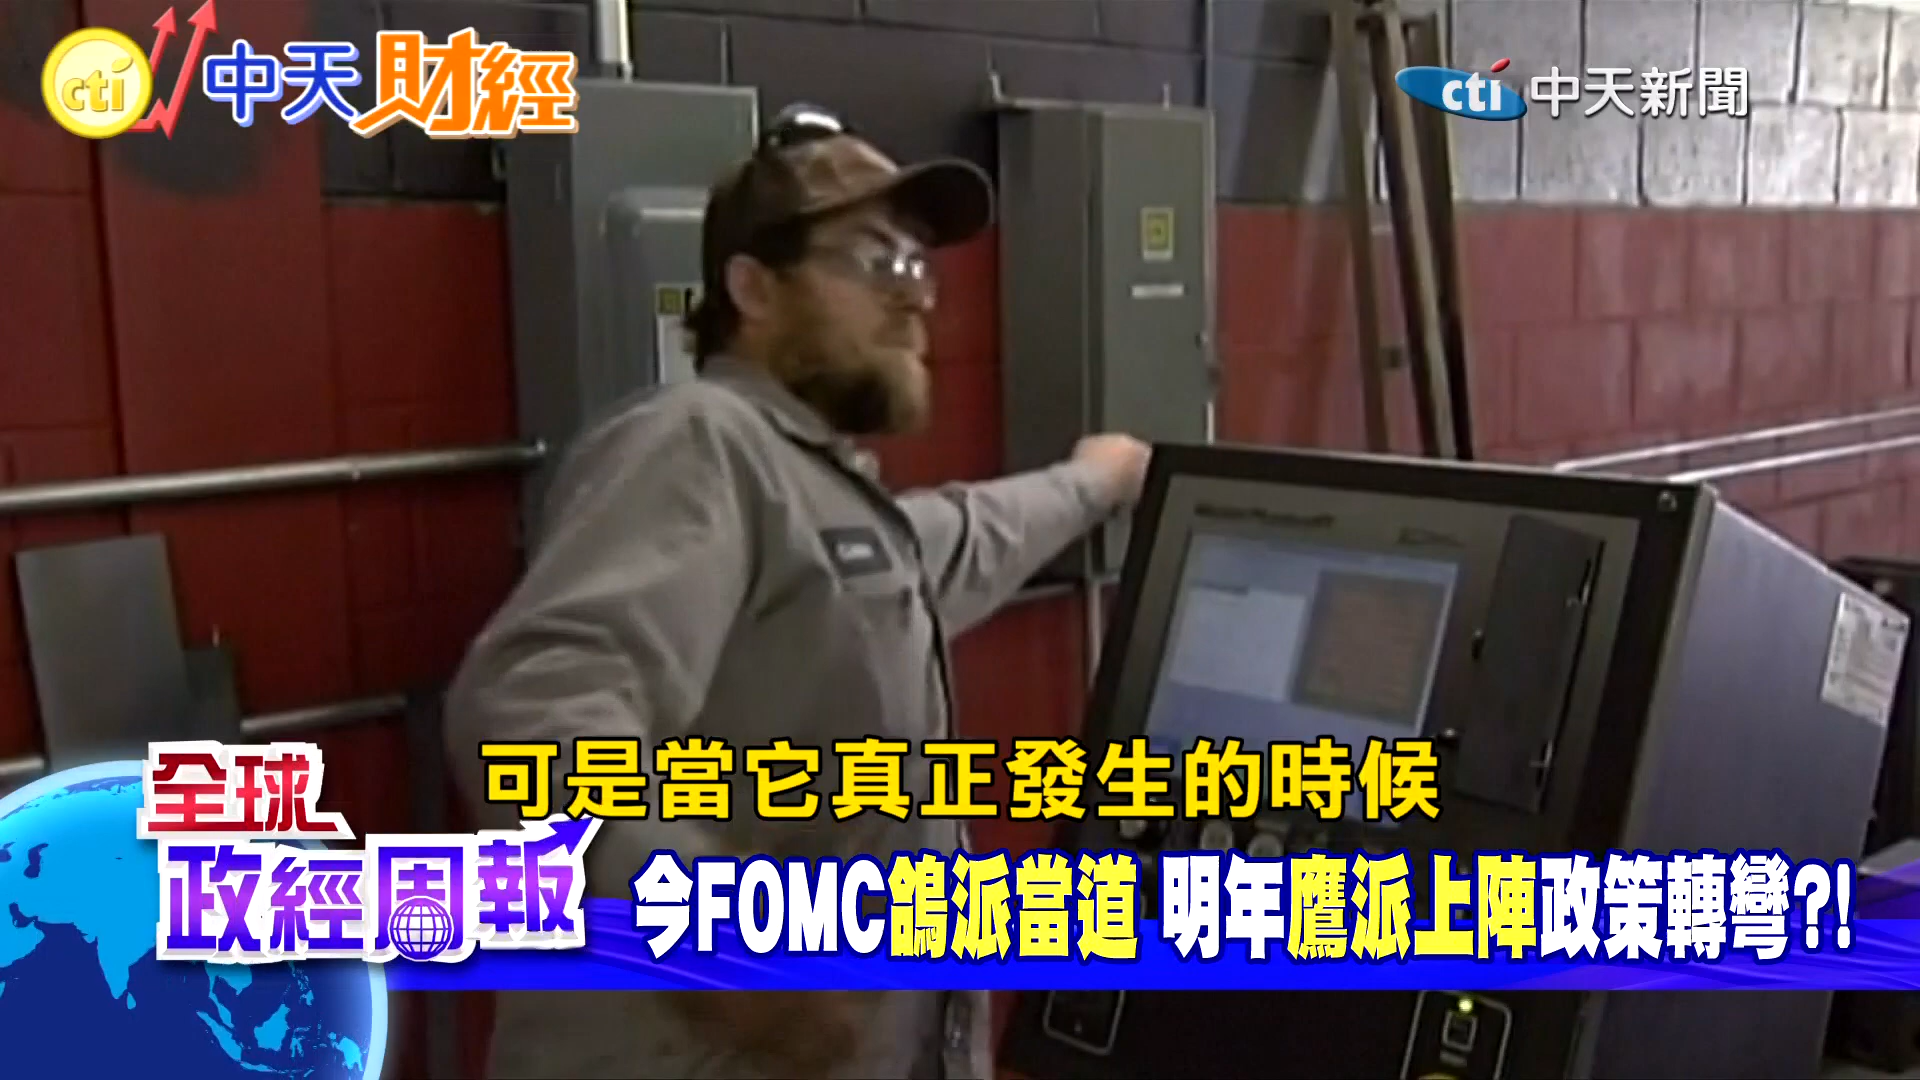 cti 中天財經
cti 中天新聞
可是當它真正發生的時候
全球
政經周報
今FOMC鴿派當道 明年鷹派上陣政策轉彎?!